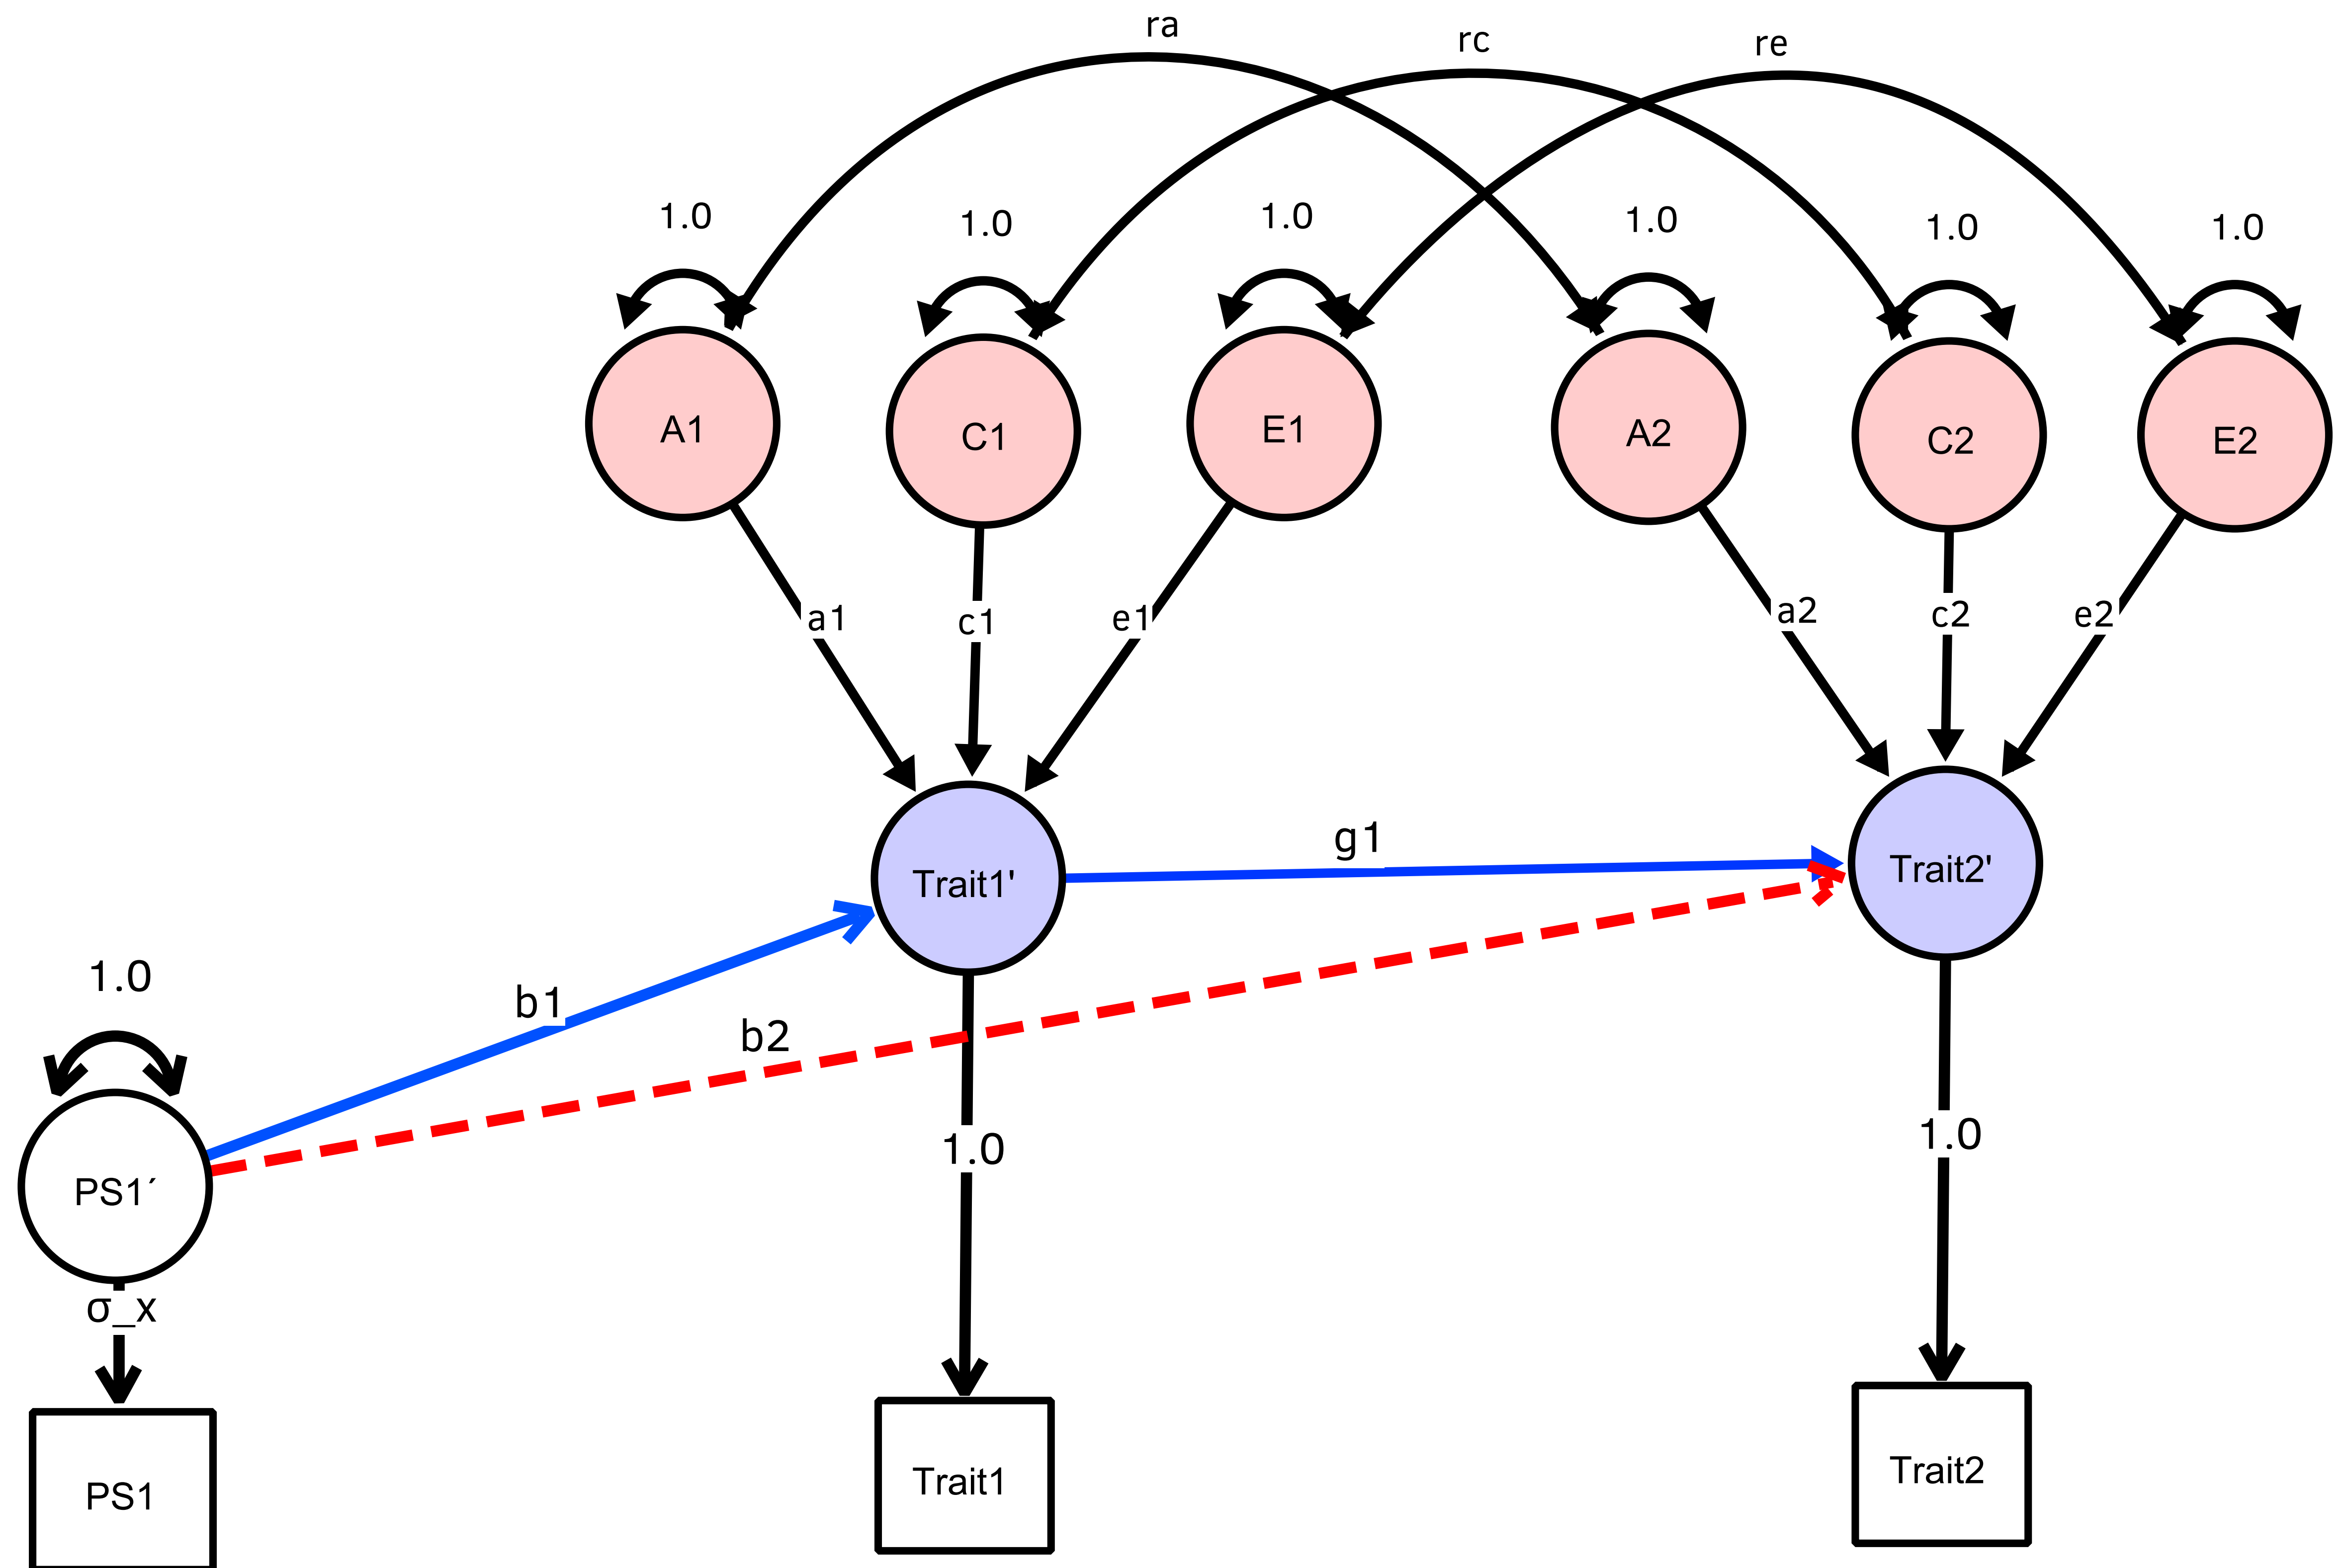 ra
rc
re
1.0
1.0
1.0
1.0
1.0
1.0
A1
C1
E1
A2
C2
E2
a1
c1
e1
a2
c2
e2
g1
Trait1'
Trait2'
1.0
b1
b2
1.0
1.0
PS1´
σ_x
PS1
Trait1
Trait2